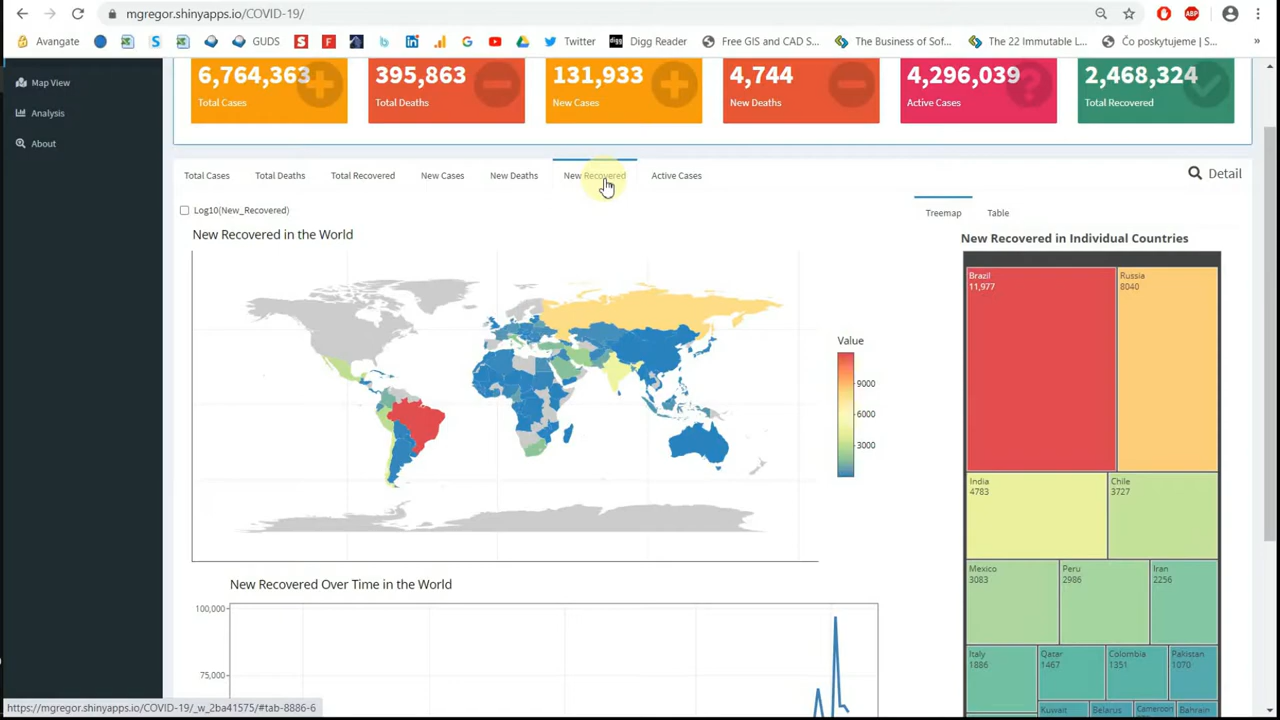 mgregor.shinyapps.io/COVID-19/
Avangate
GUDS
Twitter
Digg Reader
Free GIS and CAD S...
The Business of Sof...
The 22 Immutable L...
Čo poskytujeme | S...
Map View
Analysis
About
6,764,363
Total Cases
395,863
Total Deaths
131,933
New Cases
4,744
New Deaths
4,296,039
Active Cases
2,468,324
Total Recovered
Total Cases
Total Deaths
Total Recovered
New Cases
New Deaths
New Recovered
Active Cases
Detail
Log10(New_Recovered)
Treemap
Table
New Recovered in the World
New Recovered in Individual Countries
Value
9000
6000
3000
Brazil
11,977
Russia
8040
India
4783
Chile
3727
Mexico
3083
Peru
2986
Iran
2256
Italy
1886
Qatar
1467
Colombia
1351
Pakistan
1070
Kuwait
Belarus
Cameroon
Bahrain
New Recovered Over Time in the World
100,000
75,000
https://mgregor.shinyapps.io/COVID-19/_w_2ba41575/#tab-8886-6